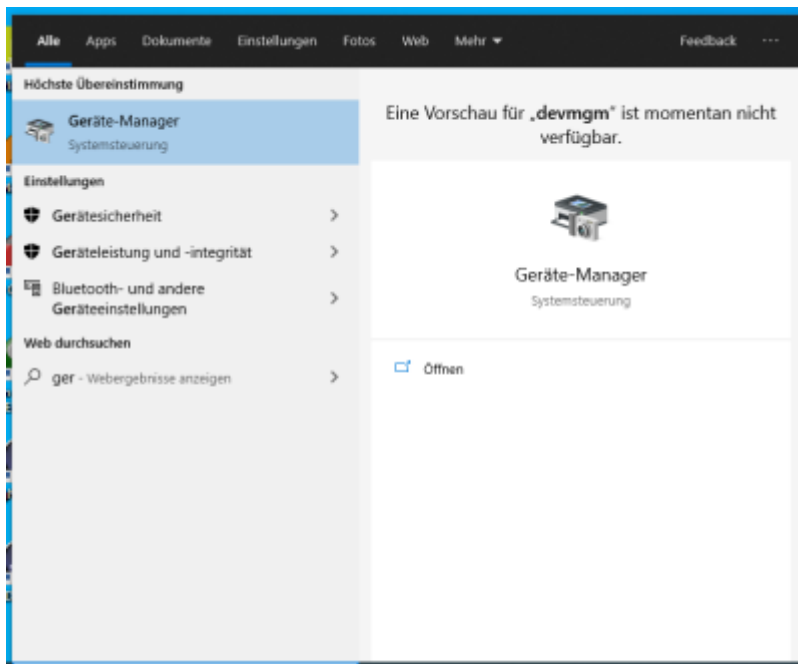 Alle Apps Dokumente Einstellungen Fotos Web Mehr Feedback ...
Höchste Übereinstimmung
Geräte-Manager
Systemsteuerung
Einstellungen
Gerätesicherheit
Geräteleistung und -integrität
Bluetooth- und andere
Geräteeinstellungen
Web durchsuchen
ger - Webergebnisse anzeigen
Eine Vorschau für „devmgm" ist momentan nicht
verfügbar.
Geräte-Manager
Systemsteuerung
Öffnen